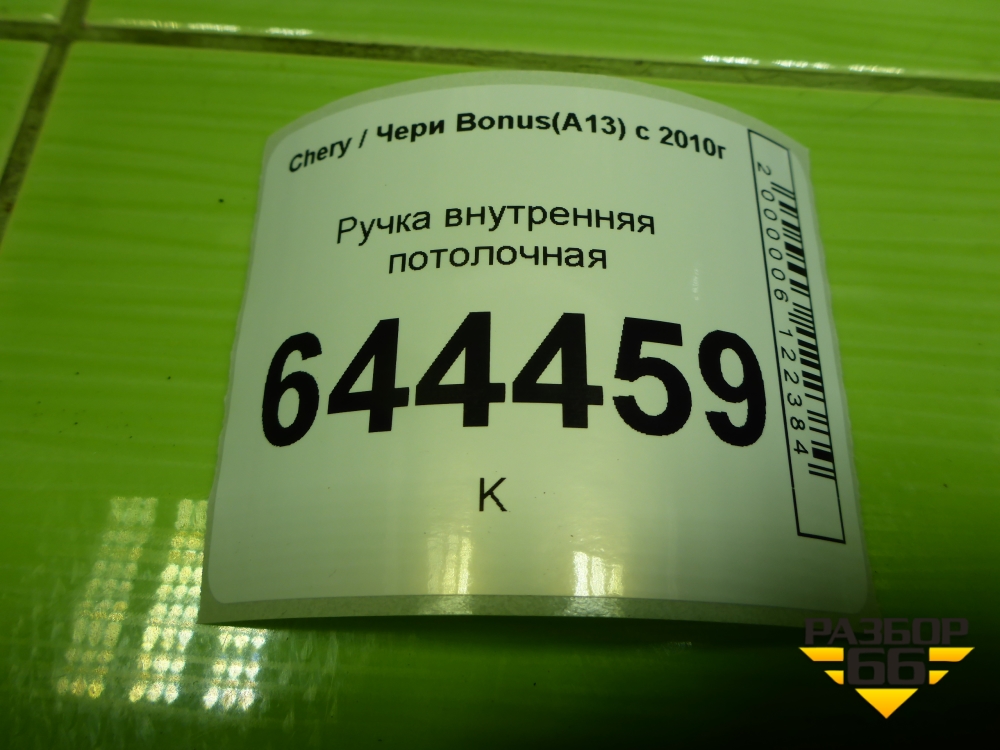 Chery / Чери Bonus(A13) с 2010г
Ручка внутренняя
потолочная
644459
К
2000006122384
РАЗБОР
66